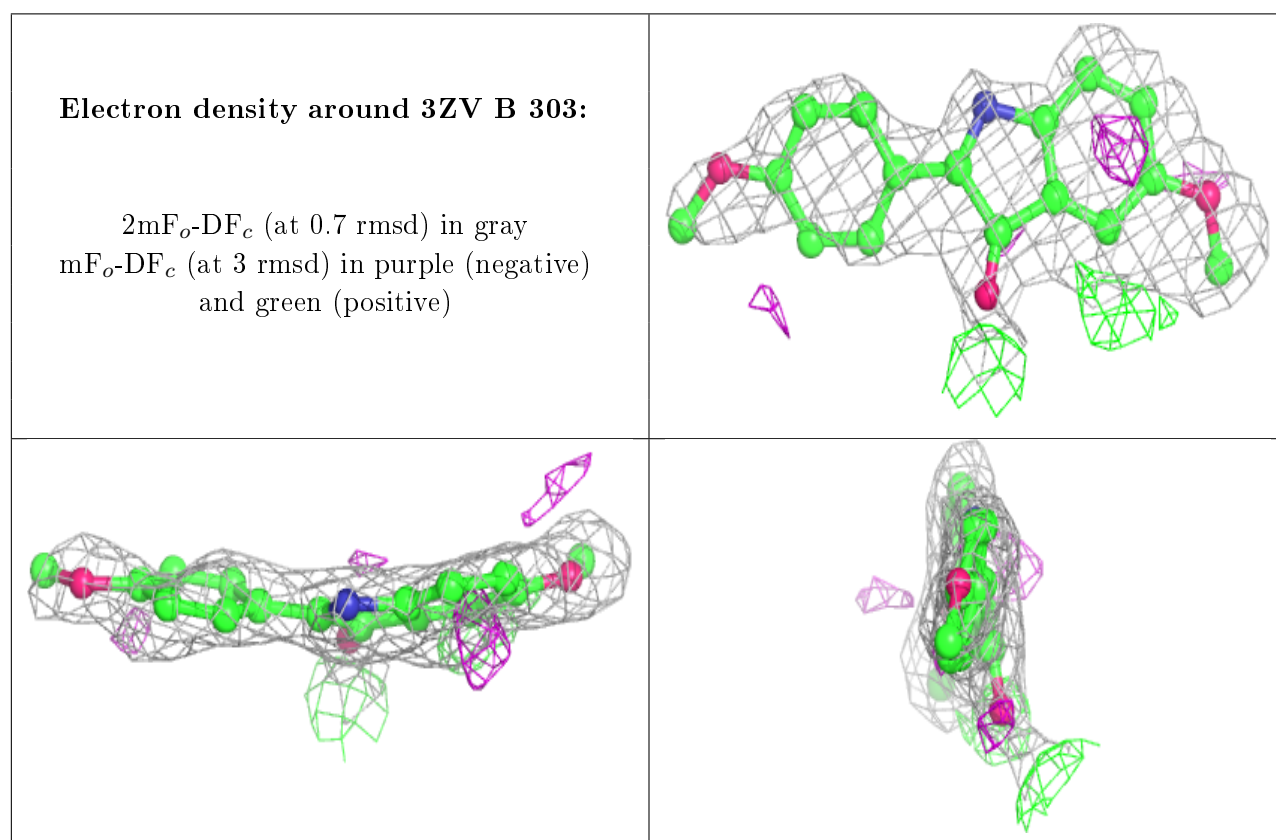 Electron density around 3ZV B 303:
2mFo-DFc (at 0.7 rmsd) in gray
mFo-DFc (at 3 rmsd) in purple (negative)
and green (positive)